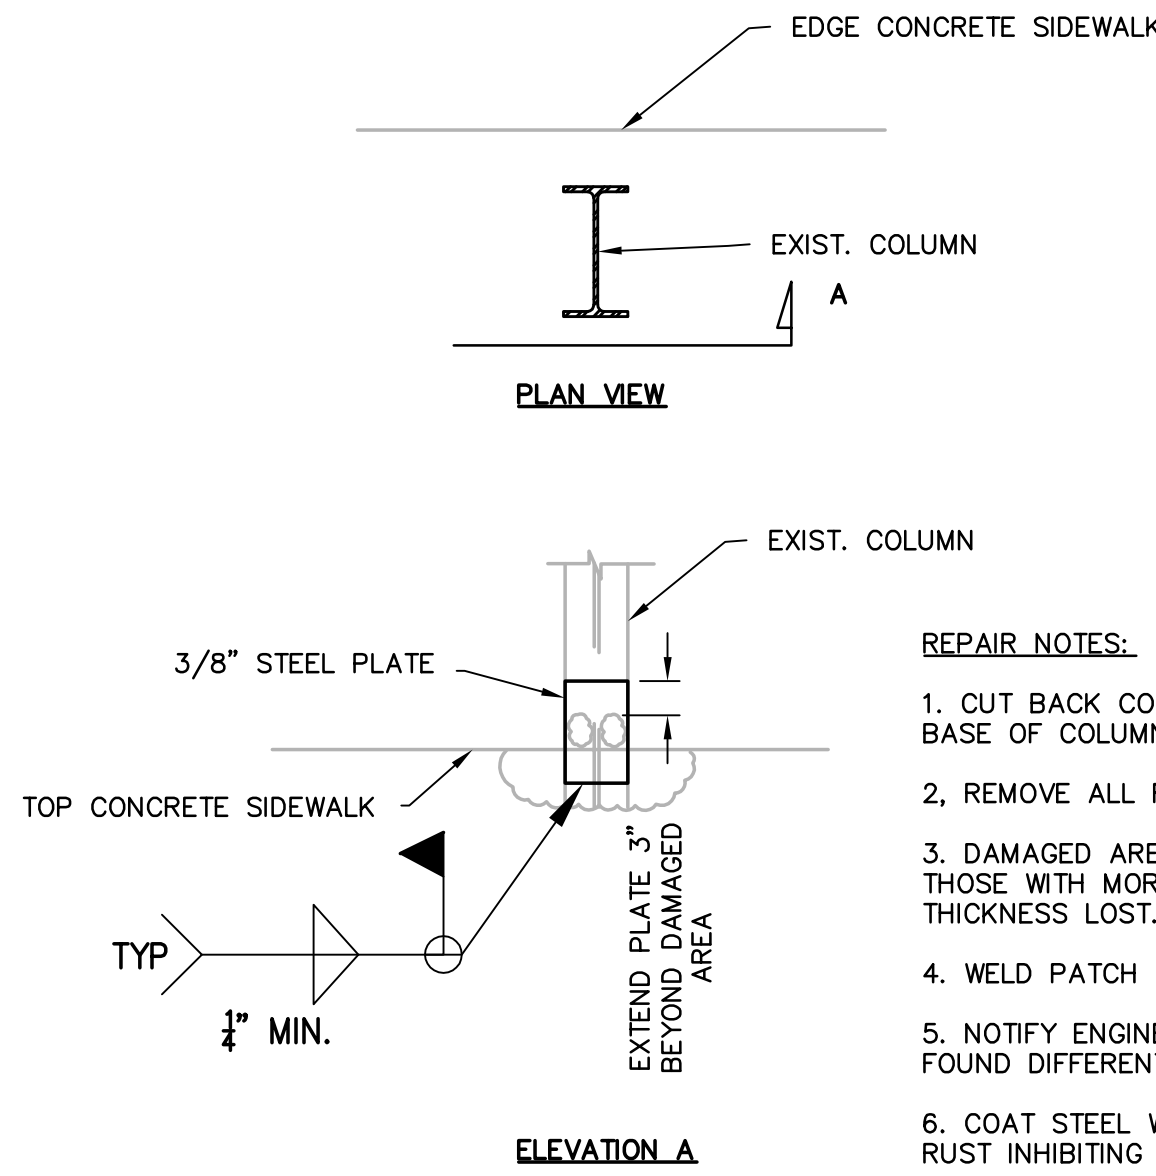 EDGE CONCRETE SIDEWALK
EXIST. COLUMN
A
PLAN VIEW
EXIST. COLUMN
3/8" STEEL PLATE
TOP CONCRETE SIDEWALK
EXTEND PLATE 3"
BEYOND DAMAGED
AREA
TYP
1/4" MIN.
ELEVATION A
REPAIR NOTES:
1. CUT BACK CO
BASE OF COLUMN
2, REMOVE ALL
3. DAMAGED ARE
THOSE WITH MOR
THICKNESS LOST.
4. WELD PATCH
5. NOTIFY ENGINE
FOUND DIFFERENT
6. COAT STEEL W
RUST INHIBITING